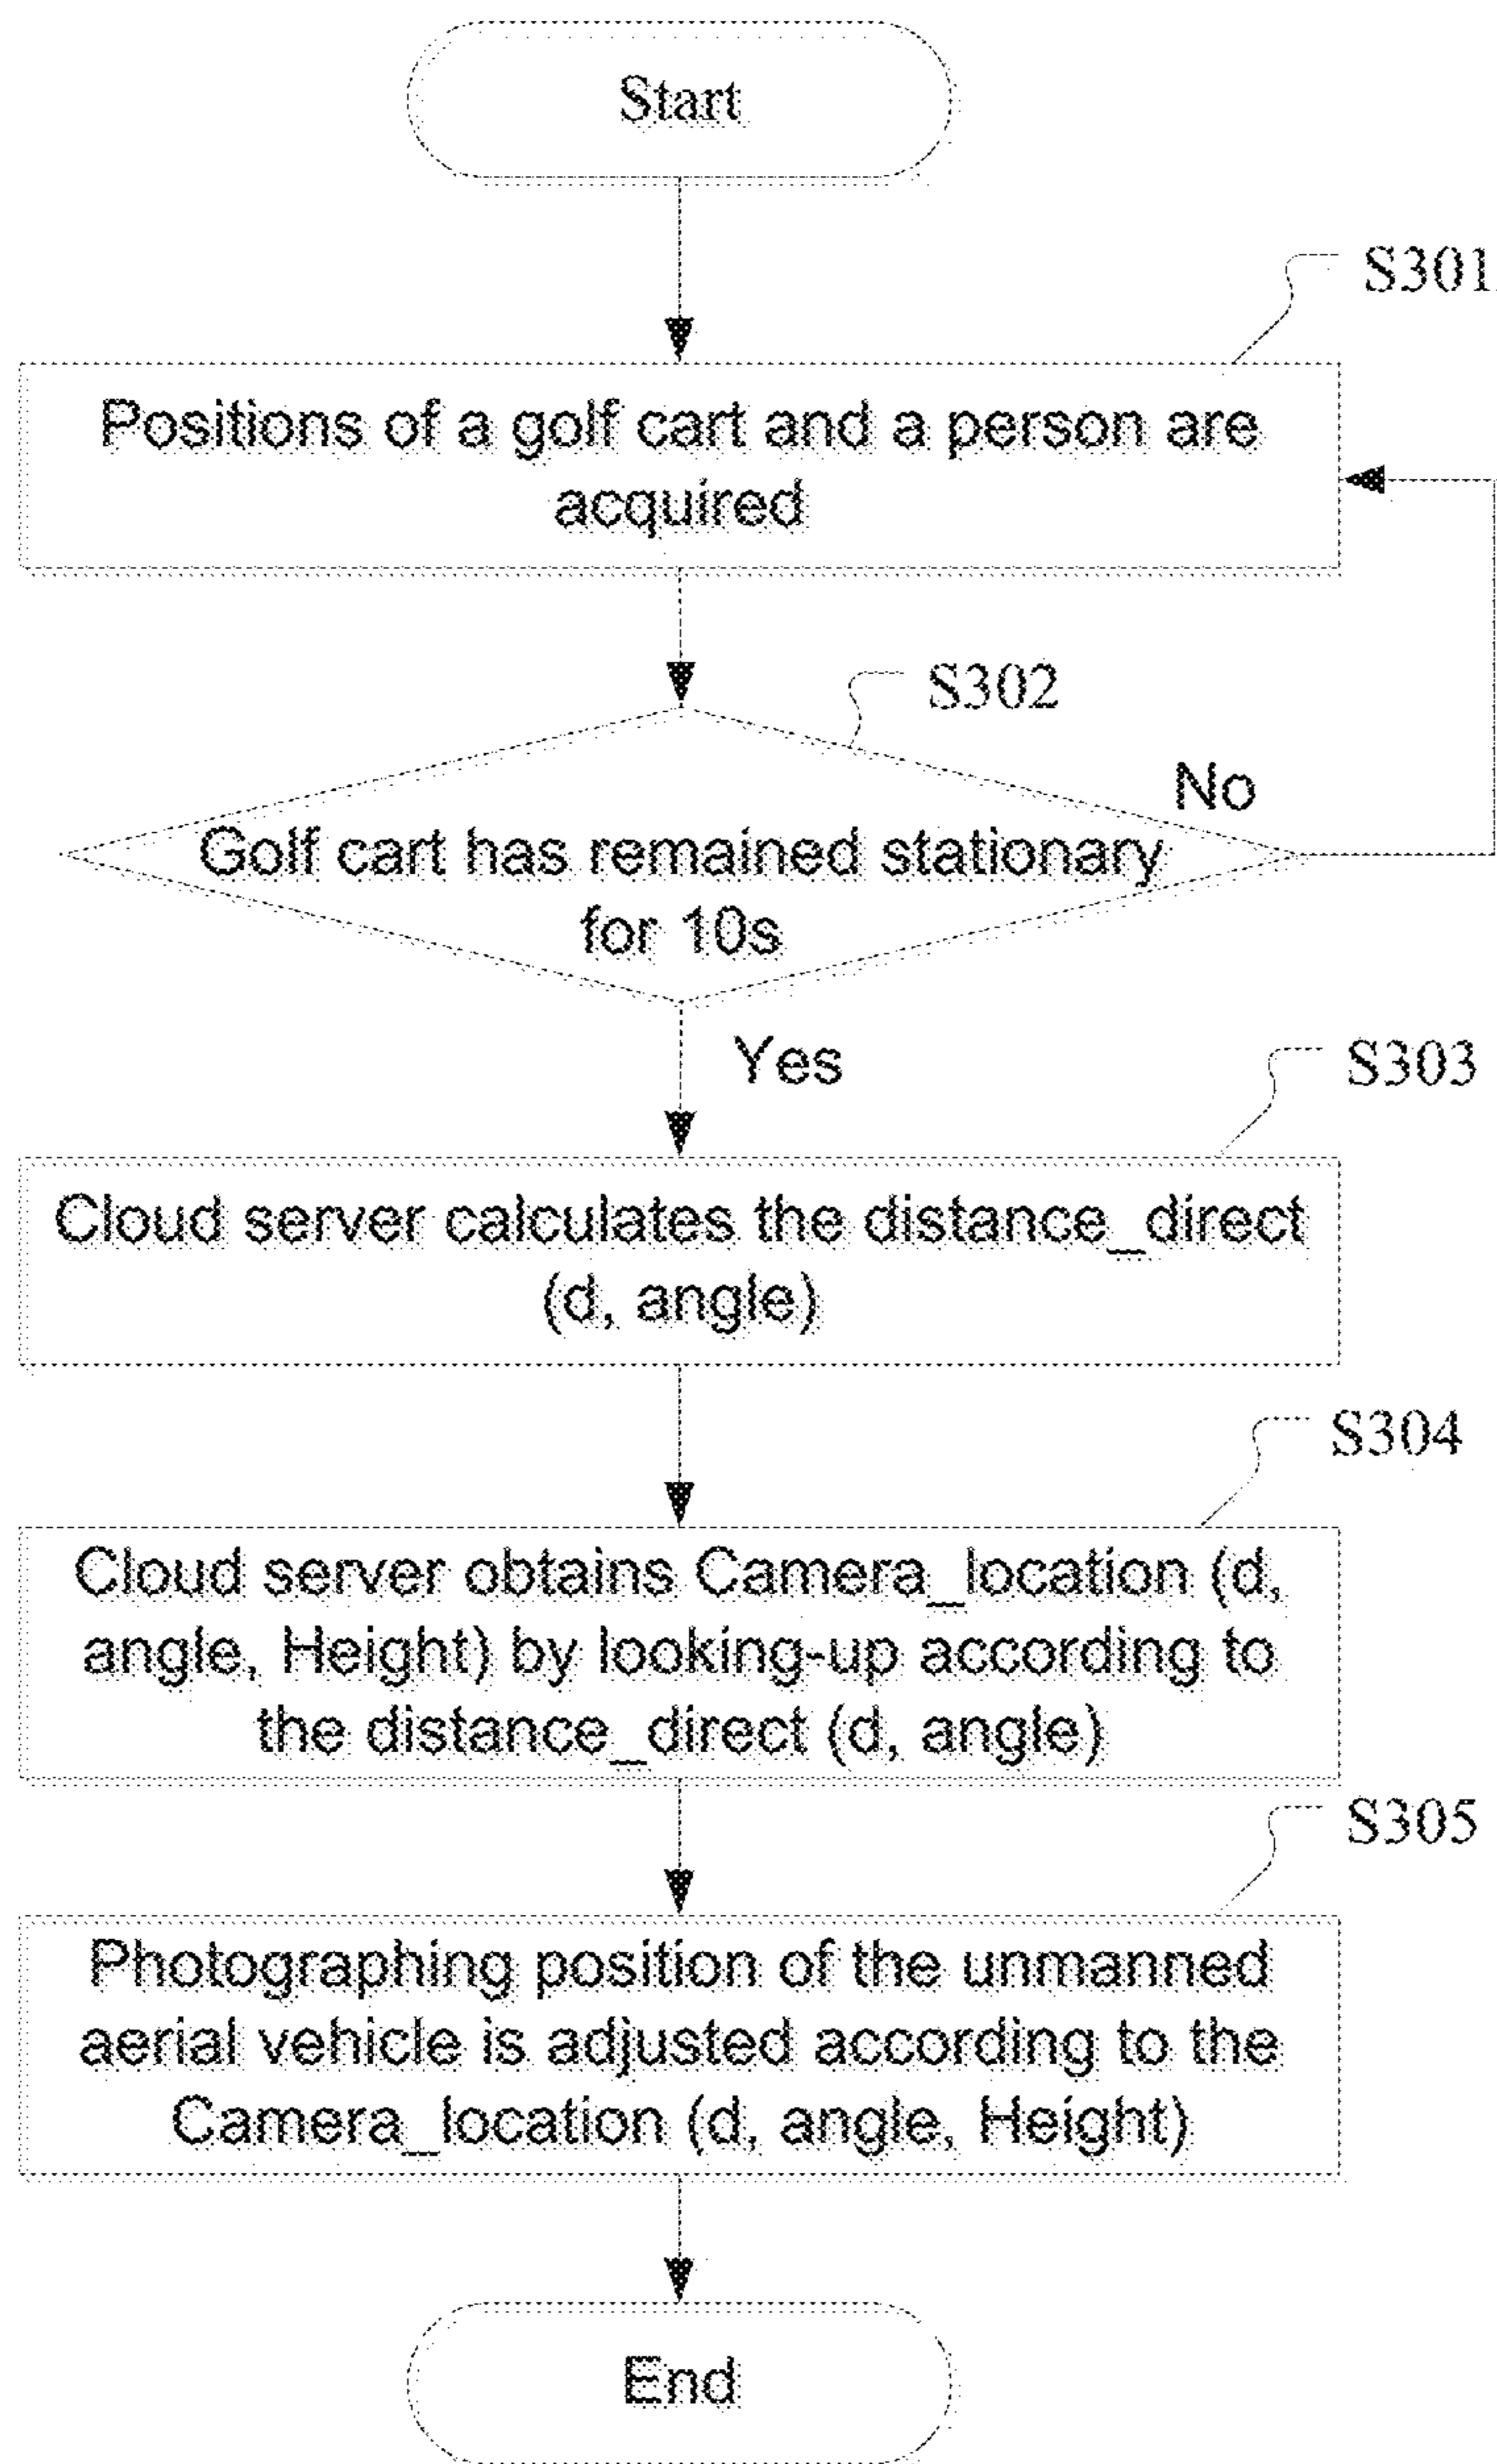 Start
S301
Positions of a golf cart and a person are
acquired
S302
No
Golf cart has remained stationary
for 10s
Yes
S303
Cloud server calculates the distance_direct
(d, angle)
S304
Cloud server obtains Camera_location (d,
angle, Height) by looking-up according to
the distance_direct (d, angle)
S305
Photographing position of the unmanned
aerial vehicle is adjusted according to the
Camera_location (d, angle, Height)
End